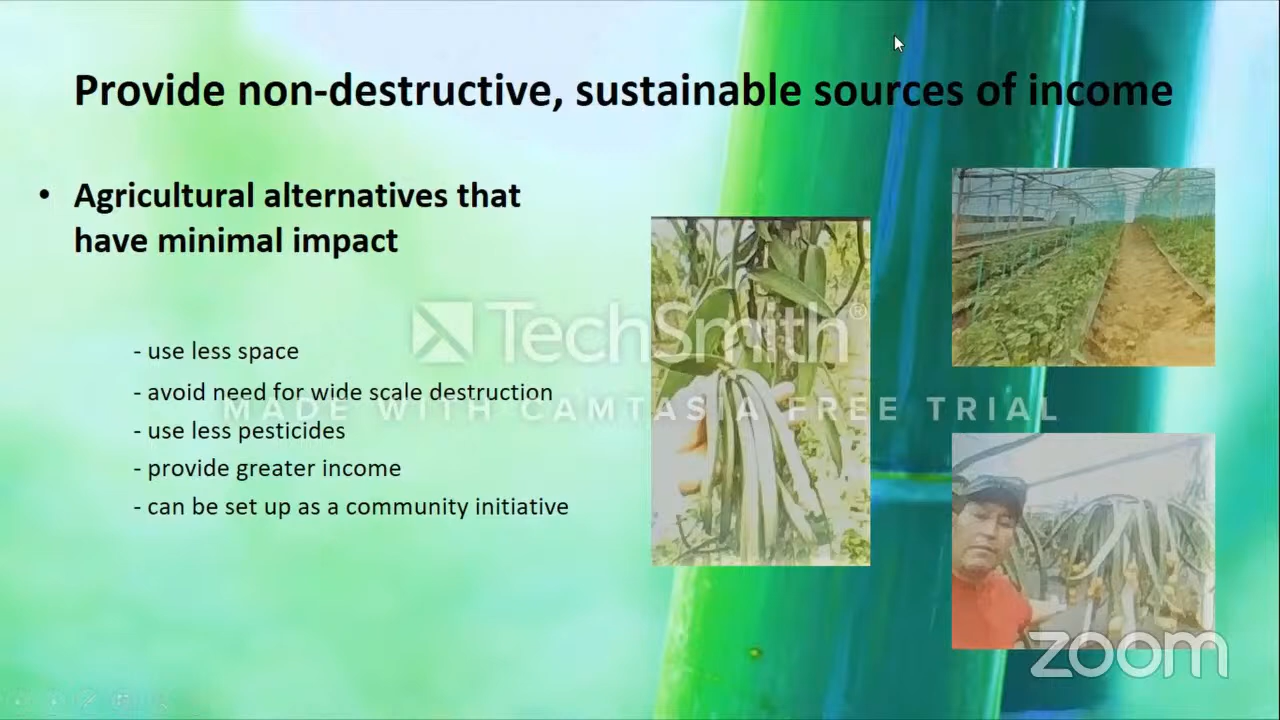 Provide non-destructive, sustainable sources of income
• Agricultural alternatives that
have minimal impact
- use less space
- avoid need for wide scale destruction
- use less pesticides
- provide greater income
- can be set up as a community initiative
TechSmith®
MADE WITH CAMTASIA FREE TRIAL
zoom